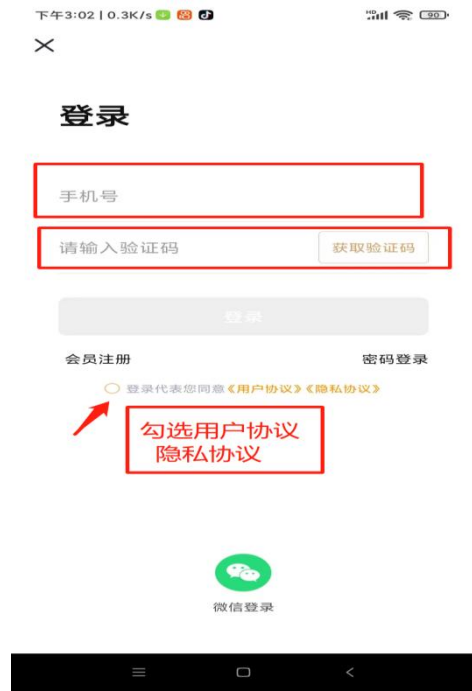 下午3:02 | 0.3K/s
HD
90
登录
手机号
请输入验证码
获取验证码
登录
会员注册
密码登录
登录代表您同意《用户协议》《隐私协议》
勾选用户协议
隐私协议
微信登录